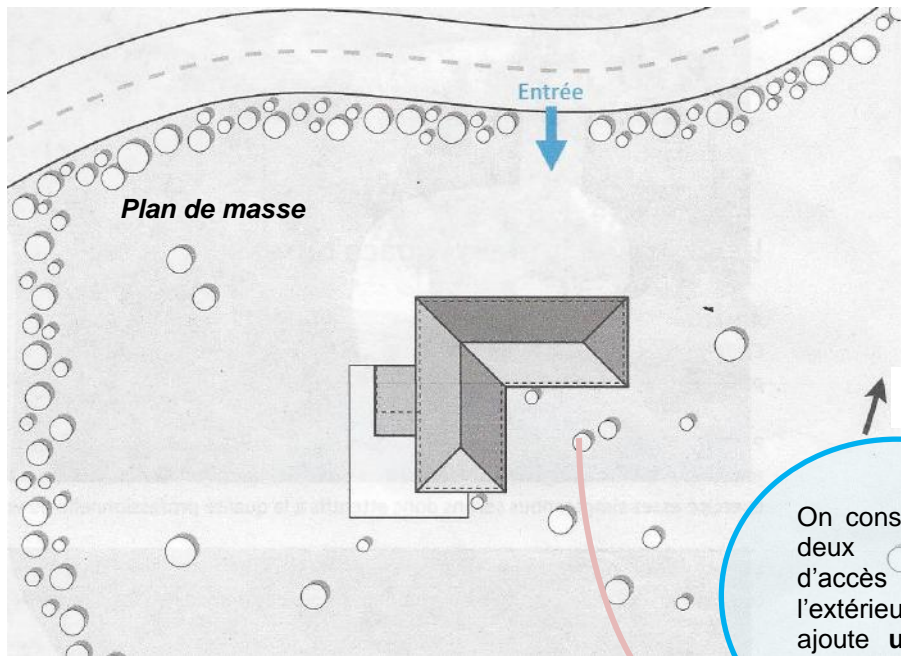 Entrée
Plan de masse
On cons
deux
d'accès
l'extérieu
ajoute u